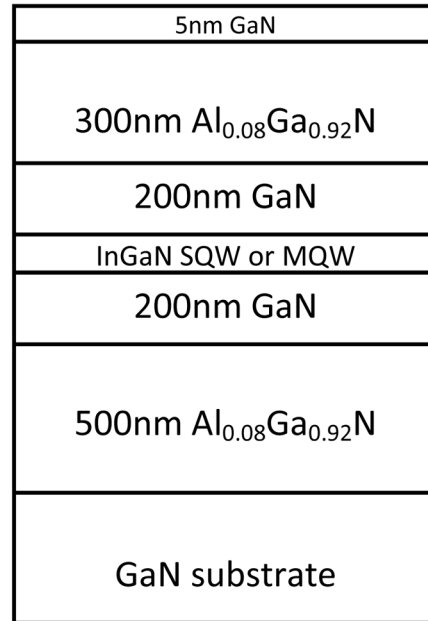 5nm GaN
300nm Al₀.₀₈Ga₀.₉₂N
200nm GaN
InGaN SQW or MQW
200nm GaN
500nm Al₀.₀₈Ga₀.₉₂N
GaN substrate